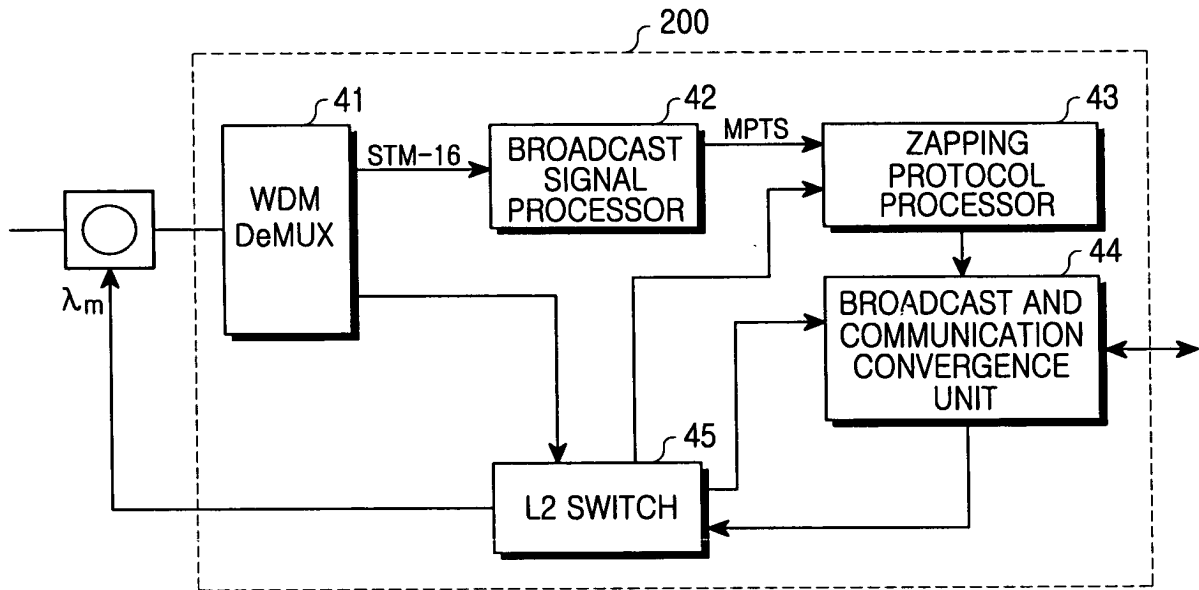 200
41
42
43
STM-16
MPTS
WDM
DeMUX
BROADCAST
SIGNAL
PROCESSOR
ZAPPING
PROTOCOL
PROCESSOR
44
λm
BROADCAST AND
COMMUNICATION
CONVERGENCE
UNIT
45
L2 SWITCH